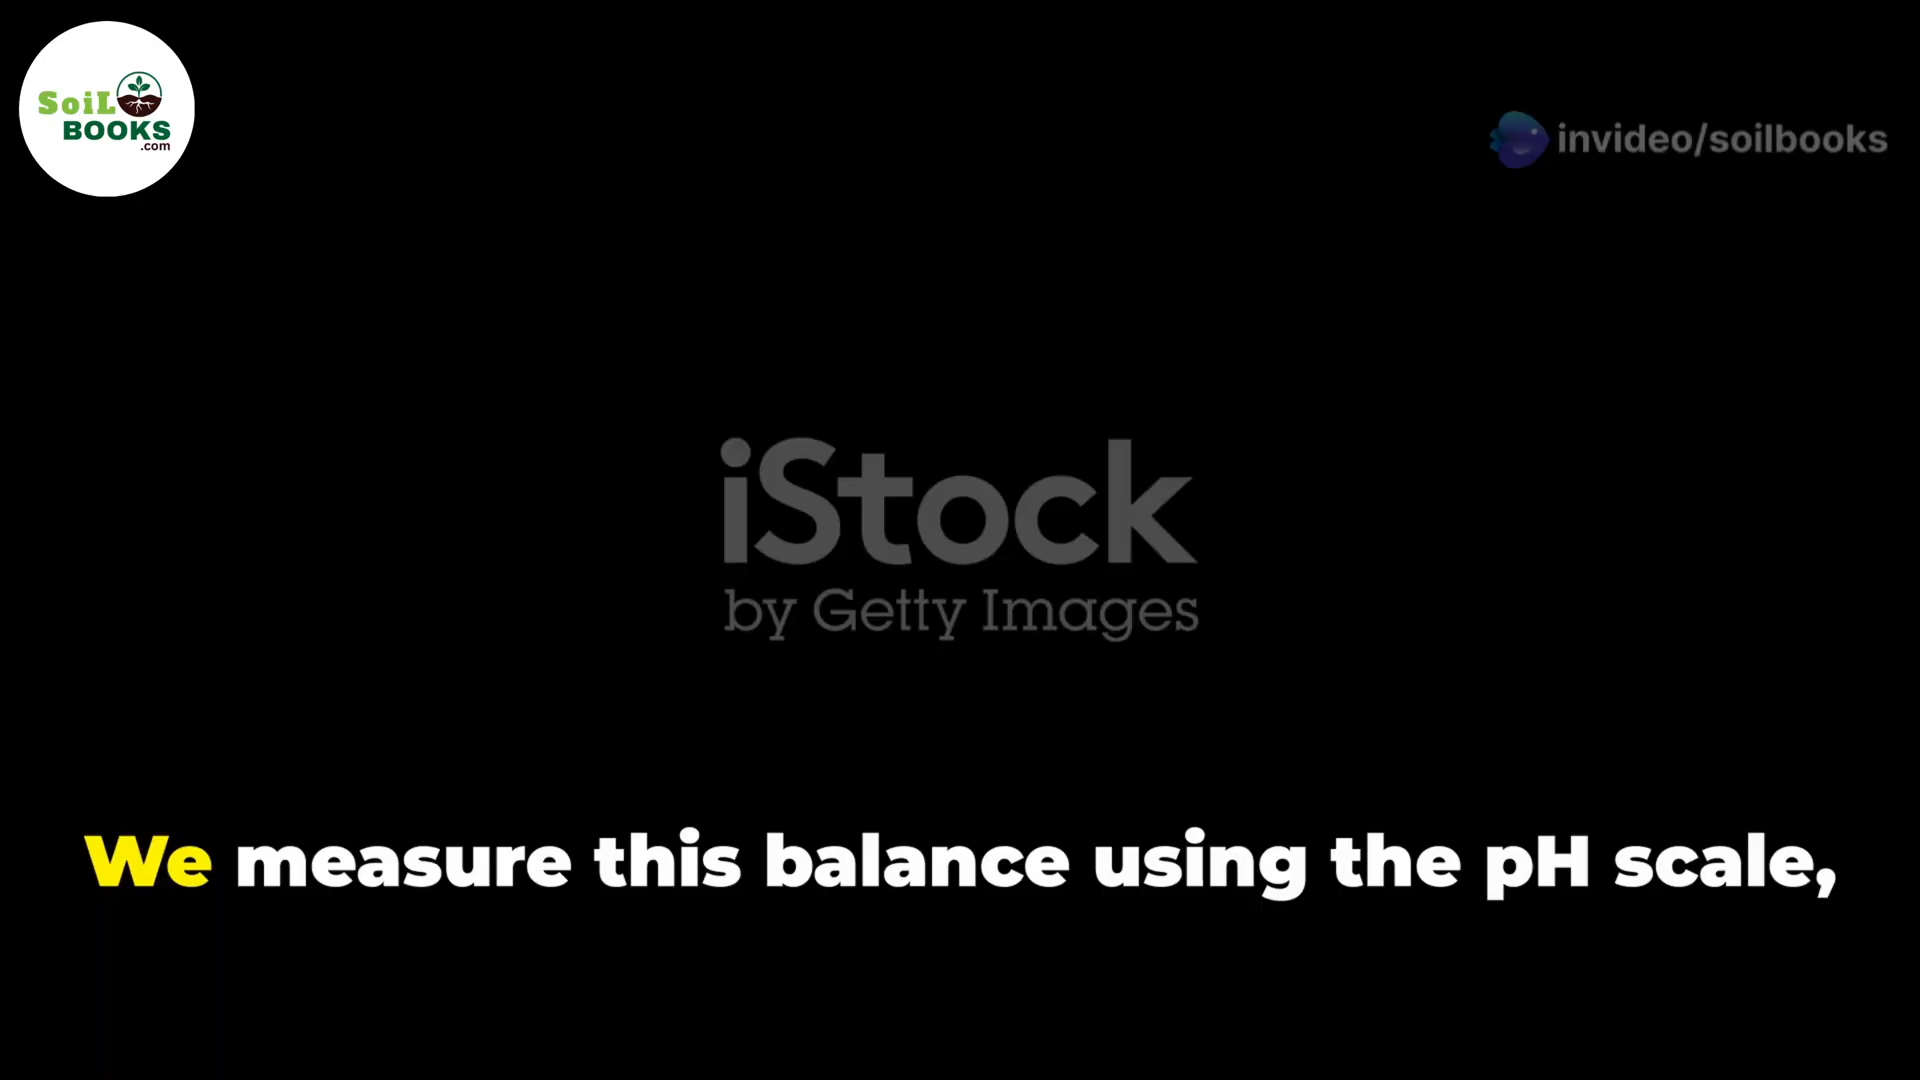 SoiL
BOOKS
.com
invideo/soilbooks
iStock
by Getty Images
We measure this balance using the pH scale,